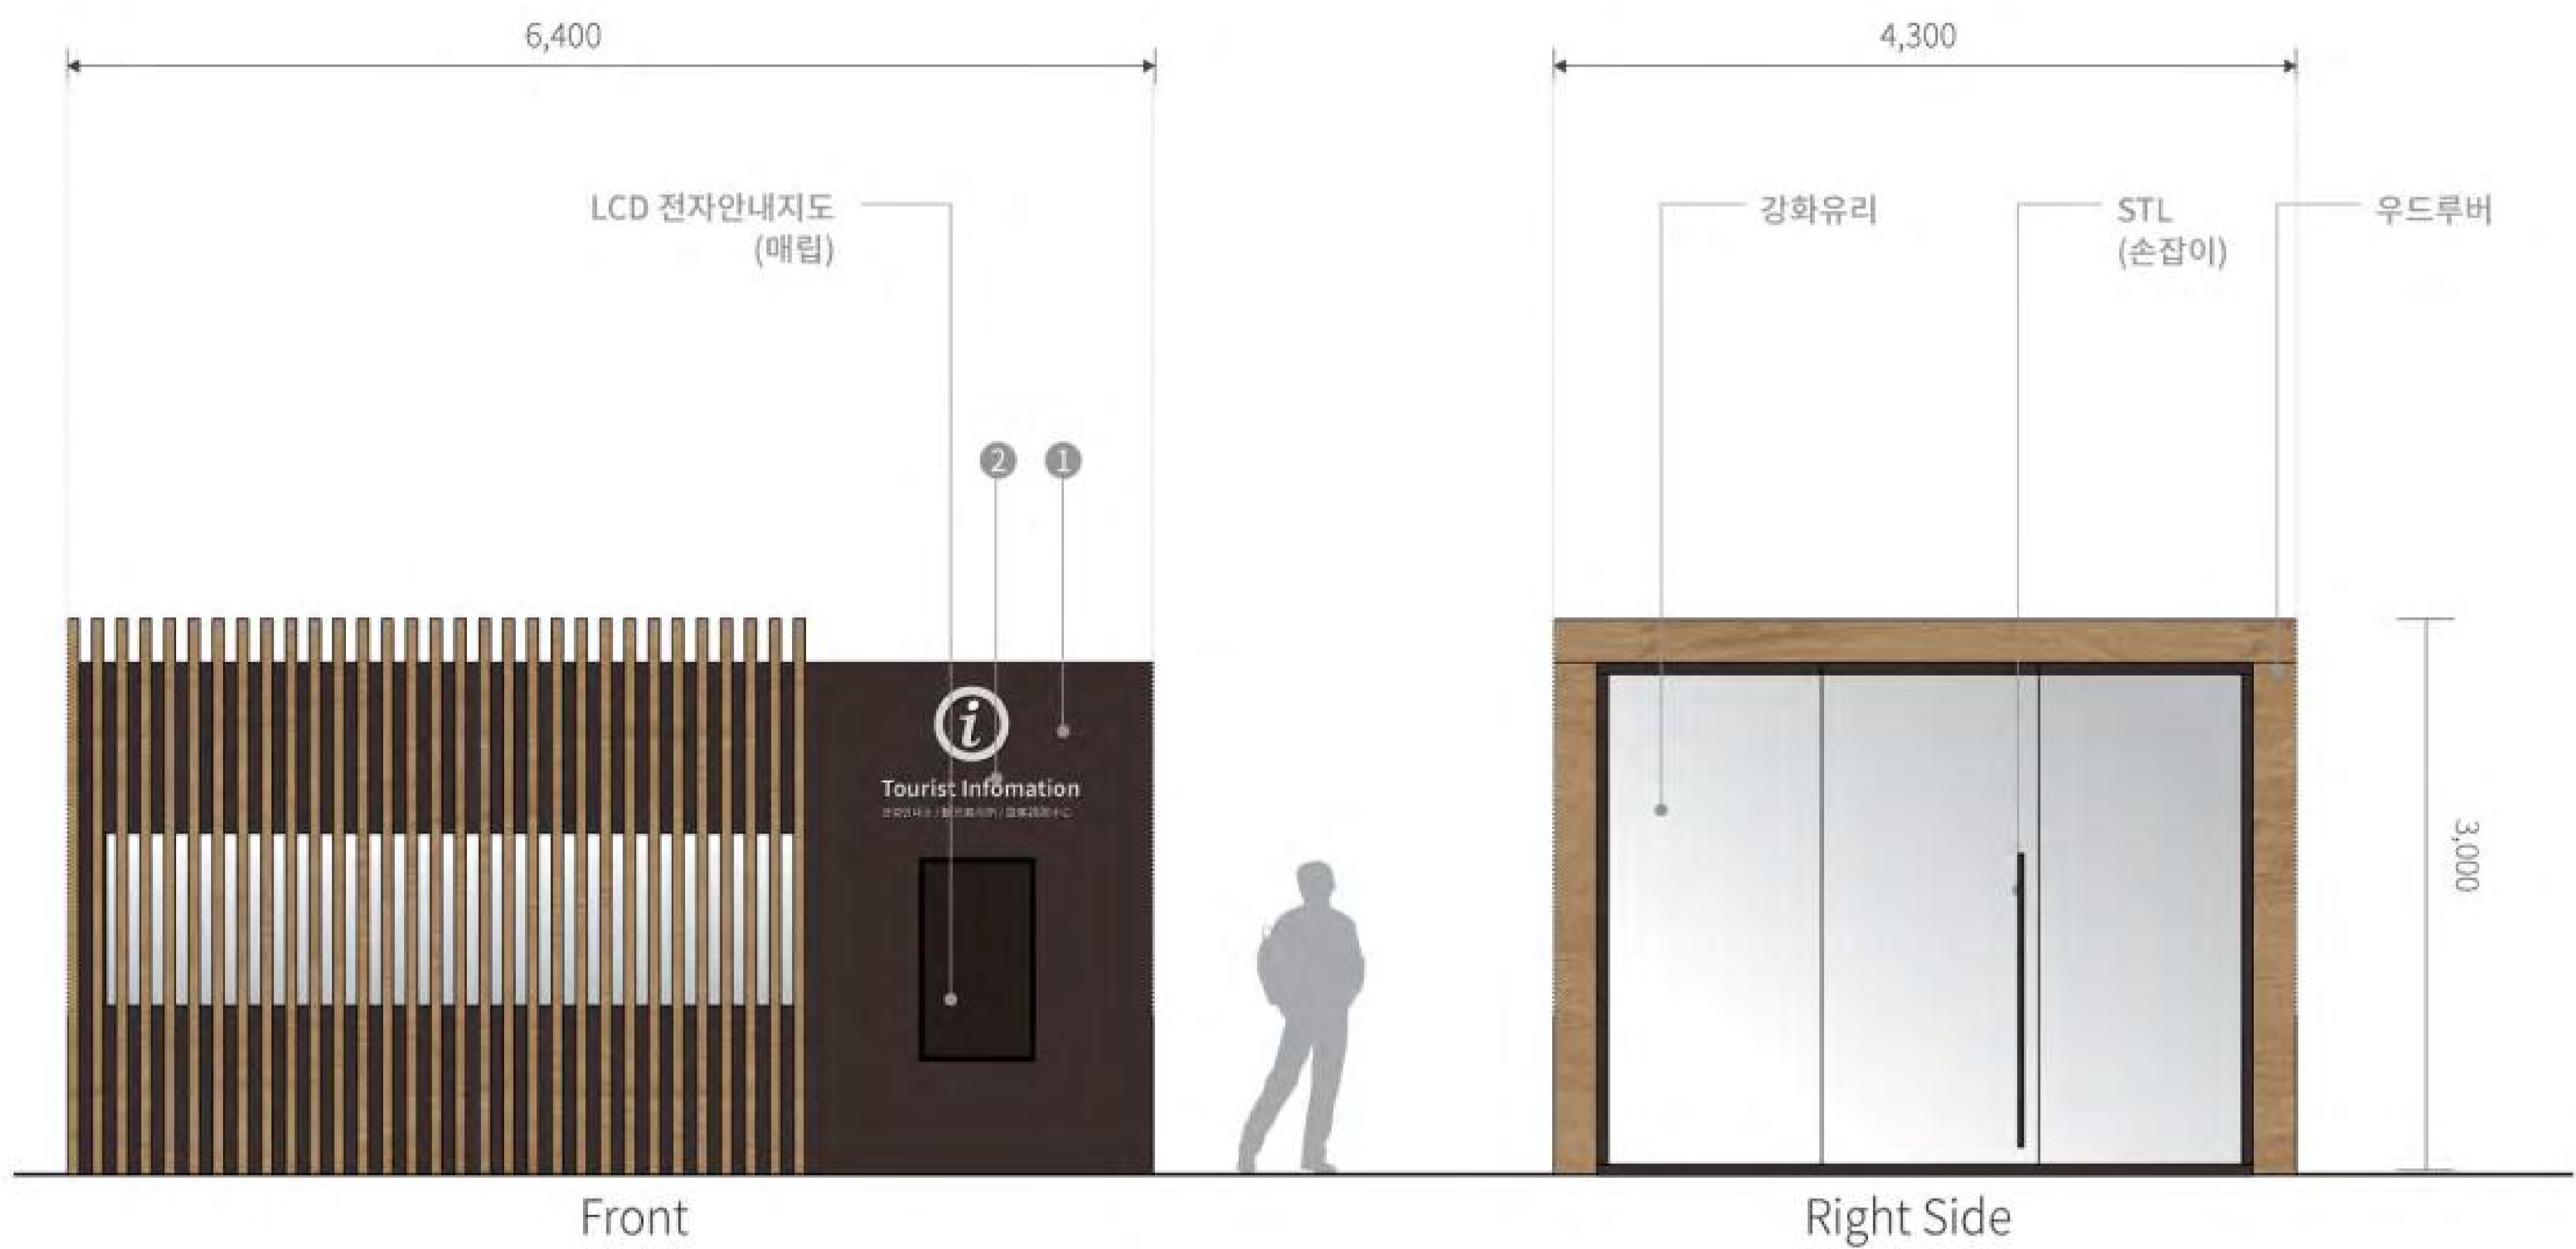 6,400
4,300
LCD 전자안내지도
(매립)
강화유리
STL
(손잡이)
우드루버
2 1
i
Tourist Infomation
3,000
Front
Right Side